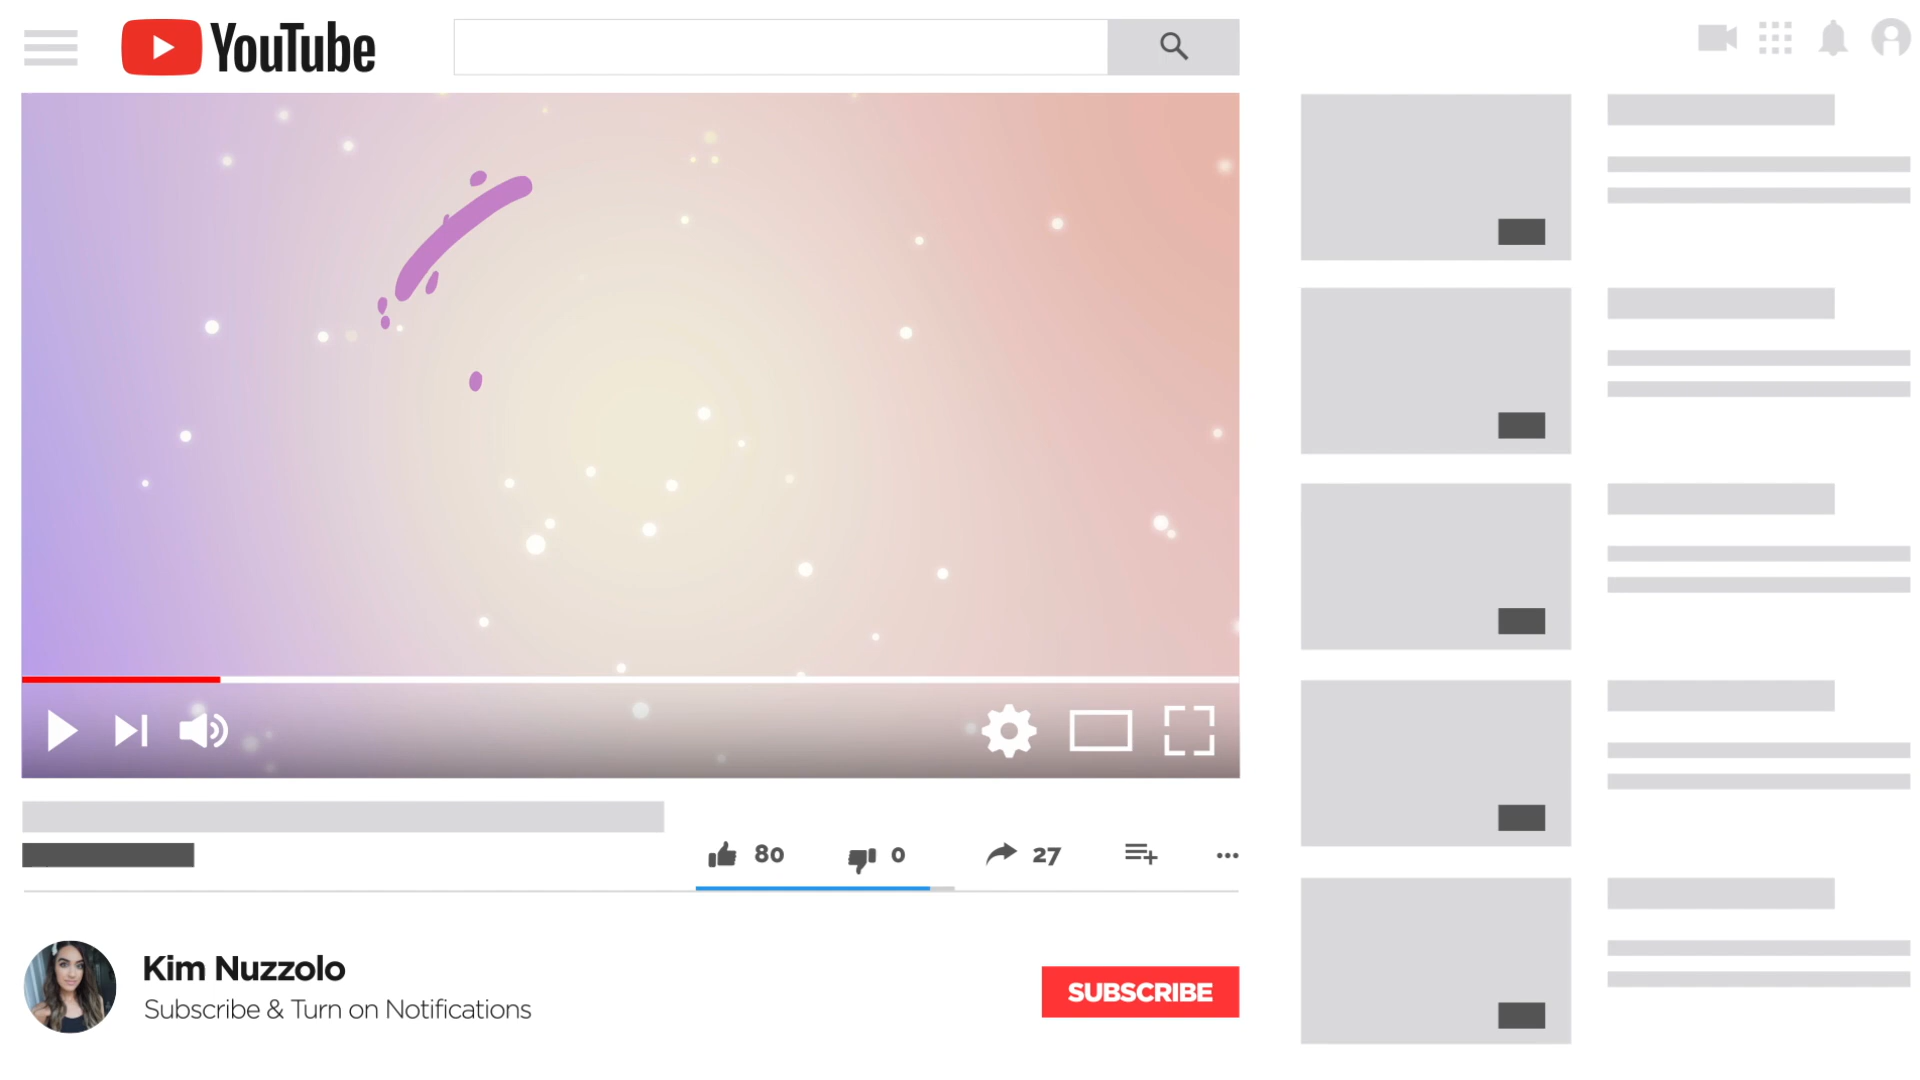 YouTube
80
0
27
Kim Nuzzolo
Subscribe & Turn on Notifications
SUBSCRIBE